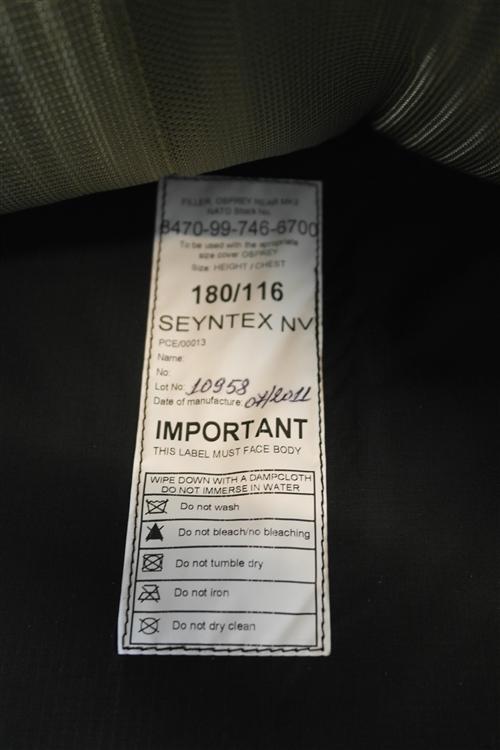 FILLER, OSPREY REAR MK2
NATO Stock No.
8470-99-746-6700
To be used with the appropriate
size cover OSPREY
Size: HEIGHT / CHEST
180/116
SEYNTEX NV
PCE/00013
Name:
No:
Lot No: 10958
Date of manufacture: 07/2011
IMPORTANT
THIS LABEL MUST FACE BODY
WIPE DOWN WITH A DAMPCLOTH
DO NOT IMMERSE IN WATER
Do not wash
Do not bleach/no bleaching
Do not tumble dry
Do not iron
Do not dry clean